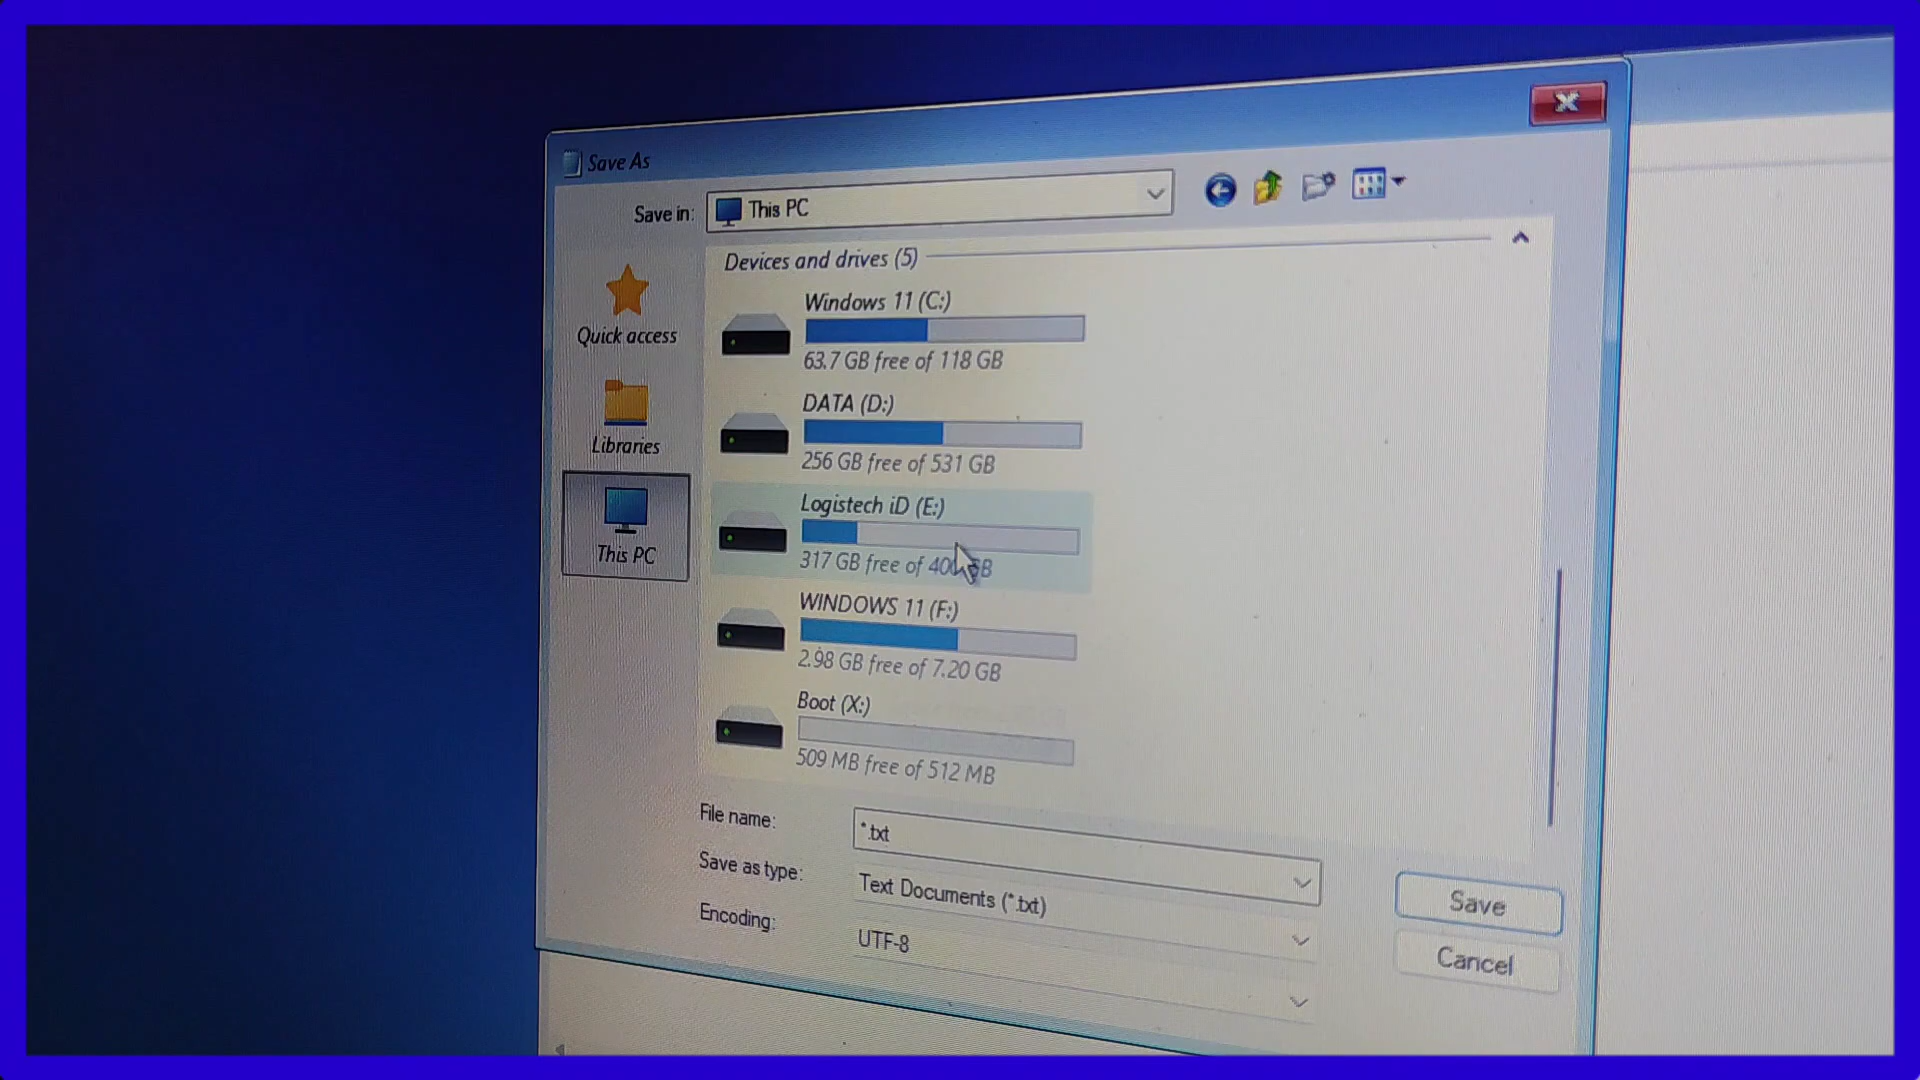 Save As
Save in:
This PC
Quick access
Libraries
This PC
Devices and drives (5)
Windows 11 (C:)
63.7 GB free of 118 GB
DATA (D:)
256 GB free of 531 GB
Logistech iD (E:)
317 GB free of 400 GB
WINDOWS 11 (F:)
2.98 GB free of 7.20 GB
Boot (X:)
509 MB free of 512 MB
File name:
*.txt
Save as type:
Text Documents (*.txt)
Encoding:
UTF-8
Save
Cancel